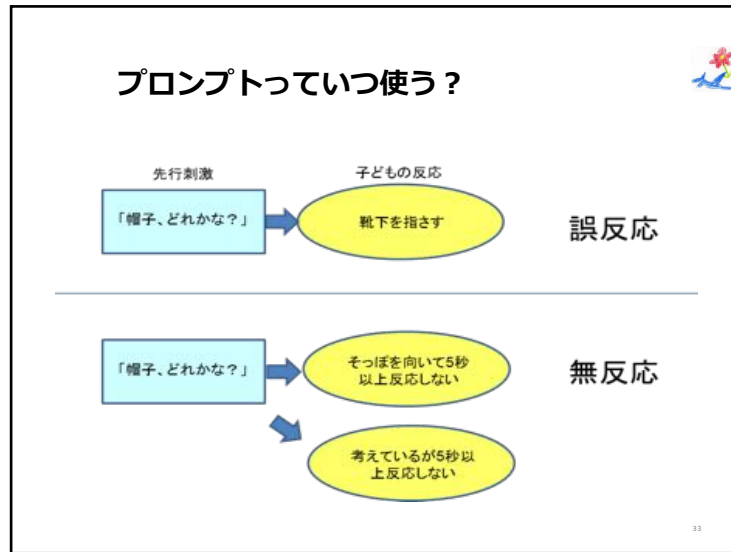 プロンプトっていつ使う？
先行刺激
子どもの反応
「帽子、どれかな？」
靴下を指さす
誤反応
「帽子、どれかな？」
そっぽを向いて5秒
以上反応しない
無反応
考えているが5秒以
上反応しない
33